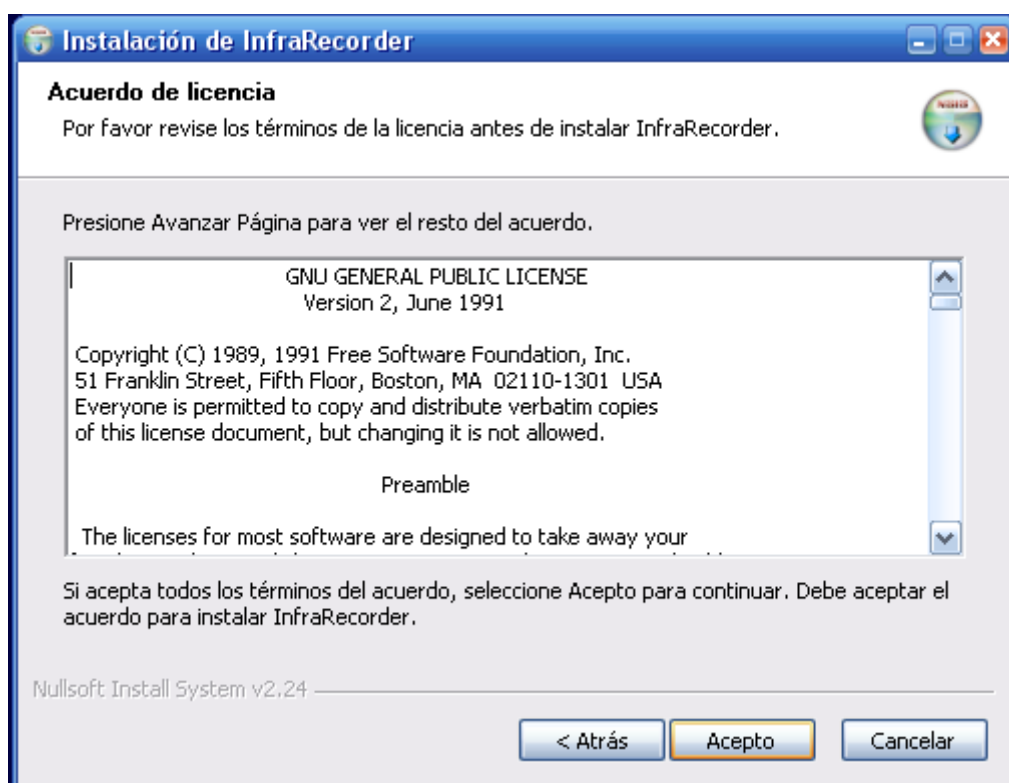 Instalación de InfraRecorder
Acuerdo de licencia
Por favor revise los términos de la licencia antes de instalar InfraRecorder.
Presione Avanzar Página para ver el resto del acuerdo.
GNU GENERAL PUBLIC LICENSE
Version 2, June 1991
Copyright (C) 1989, 1991 Free Software Foundation, Inc.
51 Franklin Street, Fifth Floor, Boston, MA  02110-1301  USA
Everyone is permitted to copy and distribute verbatim copies
of this license document, but changing it is not allowed.
Preamble
The licenses for most software are designed to take away your
Si acepta todos los términos del acuerdo, seleccione Acepto para continuar. Debe aceptar el
acuerdo para instalar InfraRecorder.
Nullsoft Install System v2.24
< Atrás
Acepto
Cancelar